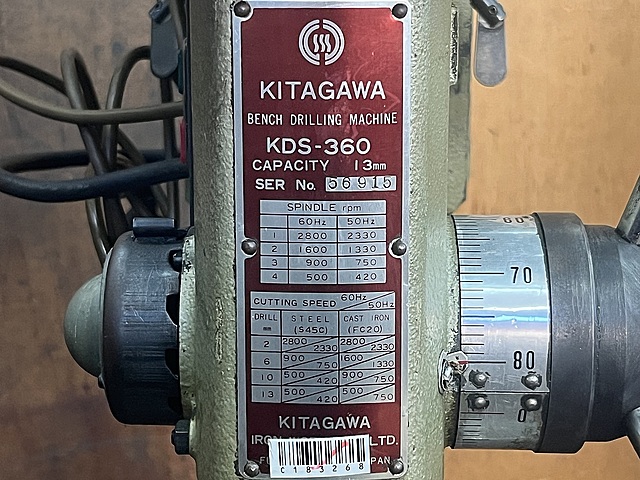 KITAGAWA
BENCH DRILLING MACHINE
KDS-360
CAPACITY 13mm
SER No. 56915
SPINDLE rpm
60Hz 50Hz
1 2800 2330
2 1600 1330
3 900 750
4 500 420
CUTTING SPEED 60Hz 50Hz
DRILL mm STEEL (S45C) CAST IRON (FC20)
2 2800 2330 2800 2330
6 900 750 1600 1330
10 500 420 900 750
13 500 420 500 750
KITAGAWA
LTD.
C183268
60
70
80
0